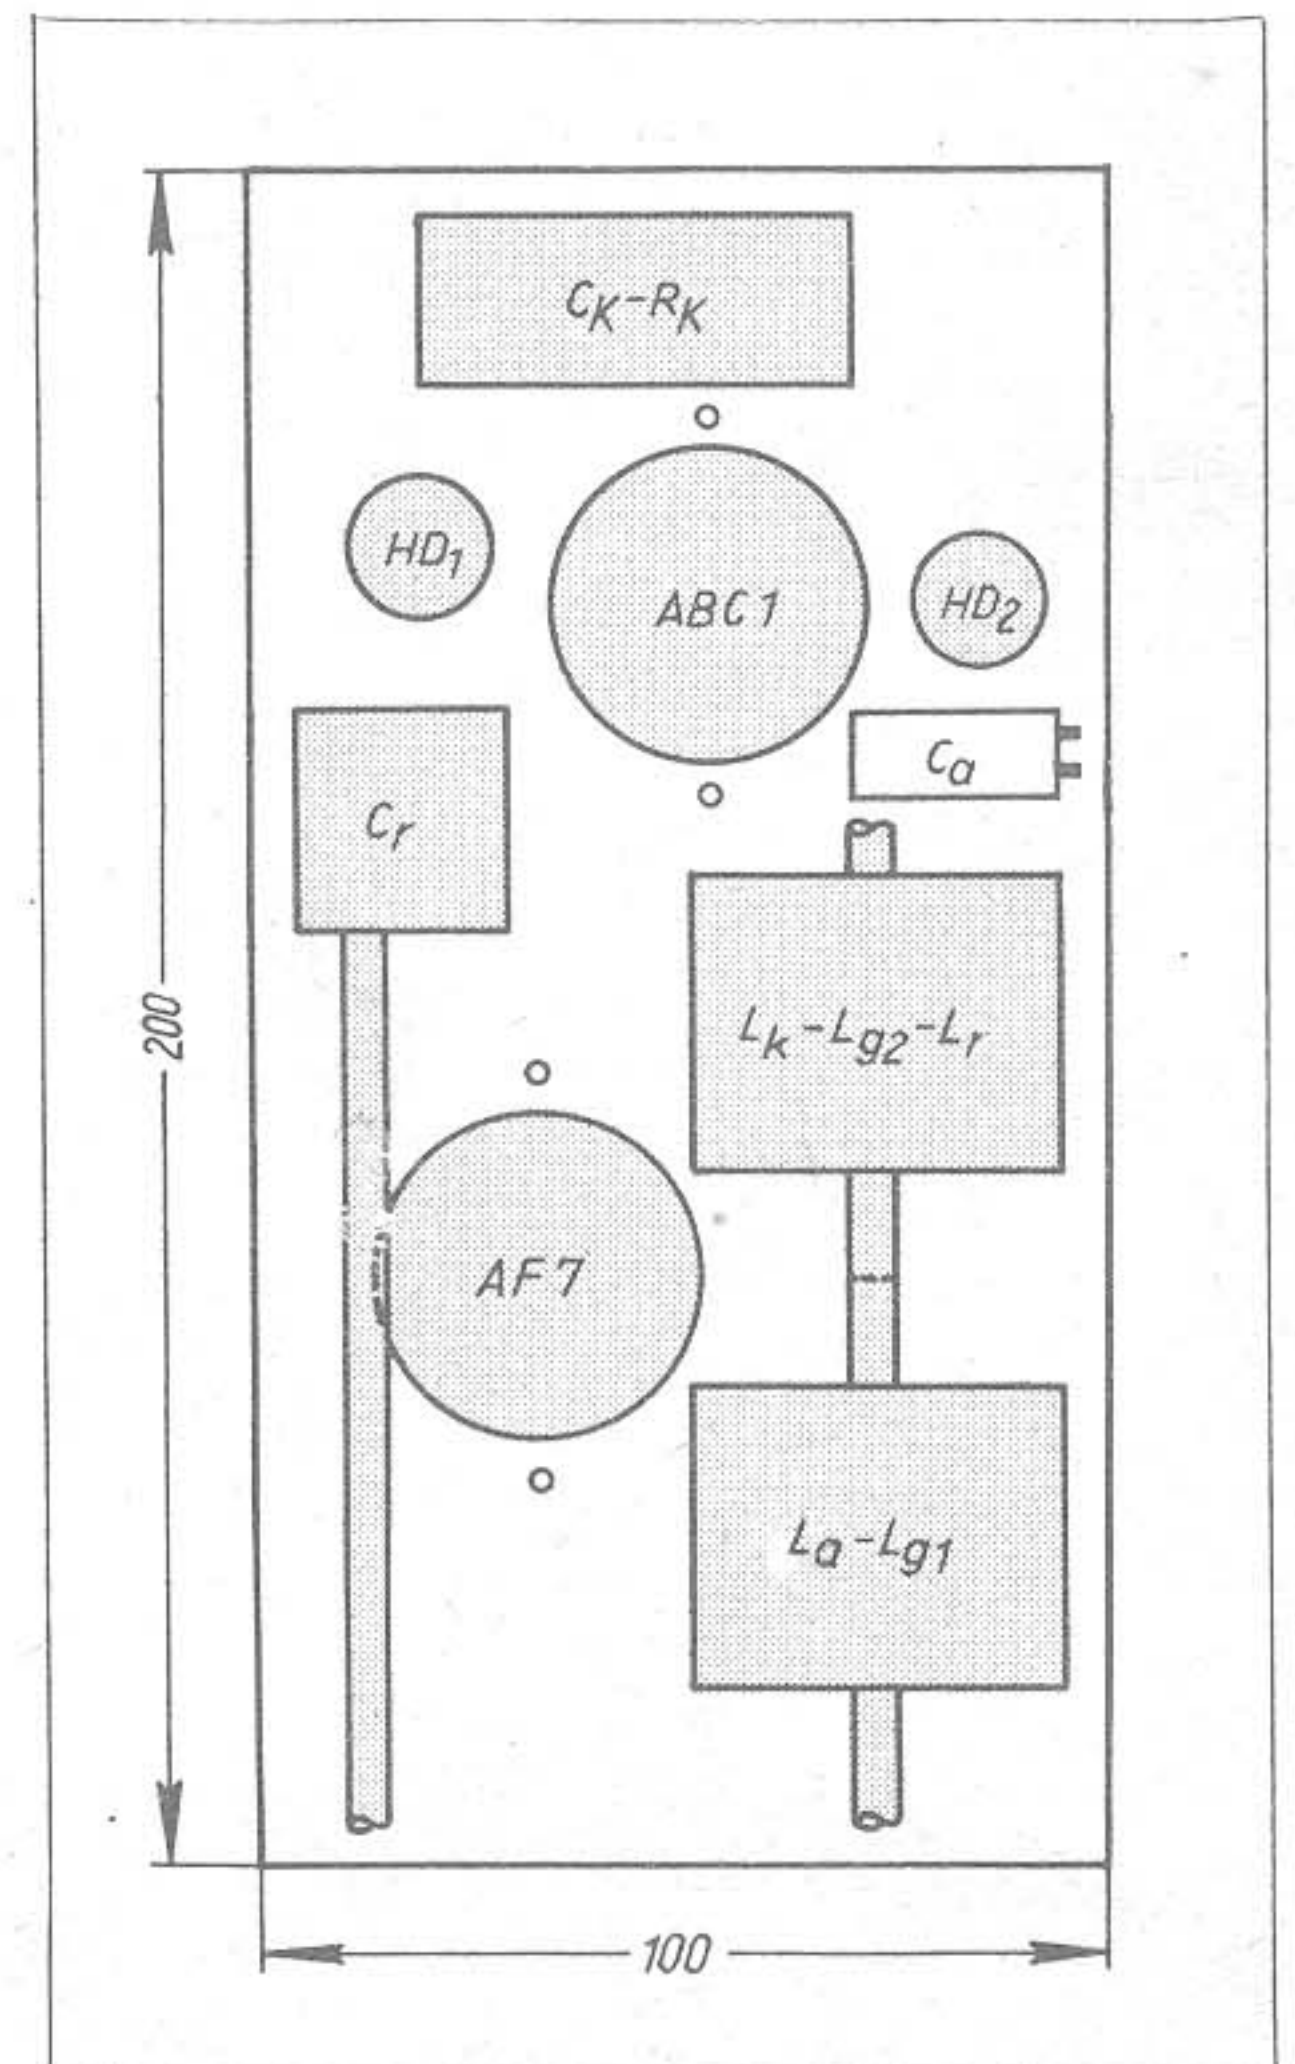 C_K-R_K
HD_1
ABC1
HD_2
C_a
C_r
L_k-L_g2-L_r
200
AF7
L_a-L_g1
100